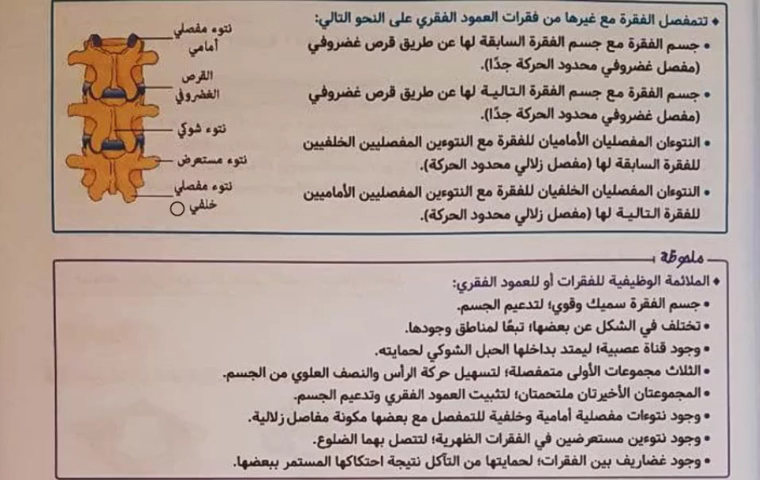 ♦ تتمفصل الفقرة مع غيرها من فقرات العمود الفقري على النحو التالي:
• جسم الفقرة مع جسم الفقرة السابقة لها عن طريق قرص غضروفي
(مفصل غضروفي محدود الحركة جدًا).
• جسم الفقرة مع جسم الفقرة التالية لها عن طريق قرص غضروفي
(مفصل غضروفي محدود الحركة جدًا).
• النتوءان المفصليان الأماميان للفقرة مع النتوءين المفصليين الخلفيين
للفقرة السابقة لها (مفصل زلالي محدود الحركة).
• النتوءان المفصليان الخلفيان للفقرة مع النتوءين المفصليين الأماميين
للفقرة التالية لها (مفصل زلالي محدود الحركة).
نتوء مفصلي
أمامي
القرص
الغضروفي
نتوء شوكي
نتوء مستعرض
نتوء مفصلي
خلفي
ملحوظة
♦ الملائمة الوظيفية للفقرات أو للعمود الفقري:
• جسم الفقرة سميك وقوي؛ لتدعيم الجسم.
• تختلف في الشكل عن بعضها؛ تبعًا لمناطق وجودها.
• وجود قناة عصبية؛ ليمتد بداخلها الحبل الشوكي لحمايته.
• الثلاث مجموعات الأولى متمفصلة؛ لتسهيل حركة الرأس والنصف العلوي من الجسم.
• المجموعتان الأخيرتان ملتحمتان؛ لتثبيت العمود الفقري وتدعيم الجسم.
• وجود نتوءات مفصلية أمامية وخلفية للتمفصل مع بعضها مكونة مفاصل زلالية.
• وجود نتوءين مستعرضين في الفقرات الظهرية؛ لتتصل بهما الضلوع.
• وجود غضاريف بين الفقرات؛ لحمايتها من التآكل نتيجة احتكاكها المستمر ببعضها.